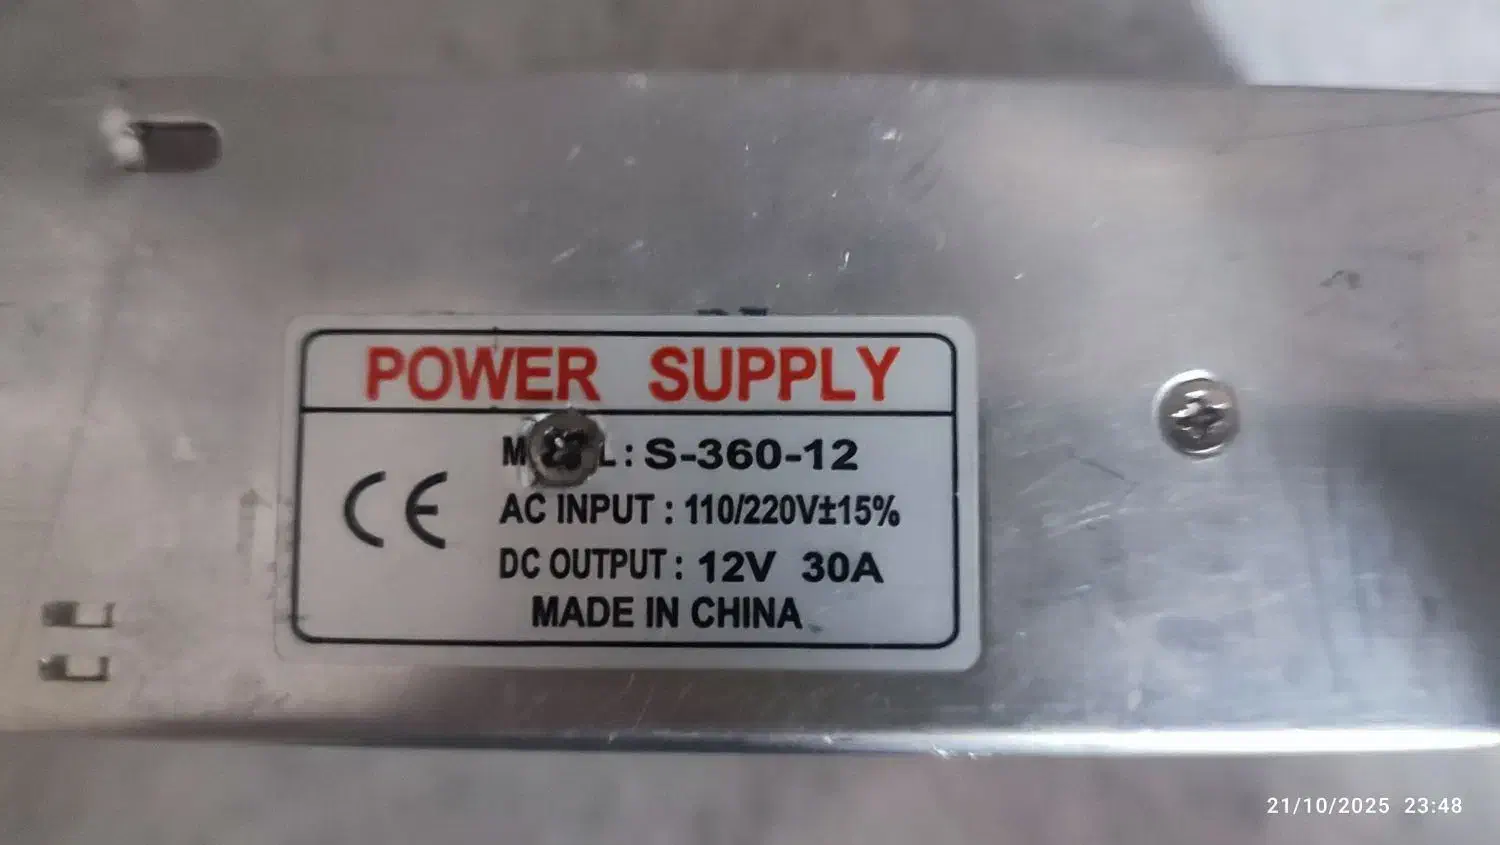 POWER SUPPLY
: S-360-12
CE
AC INPUT : 110/220V±15%
DC OUTPUT : 12V 30A
MADE IN CHINA
21/10/2025 23:48